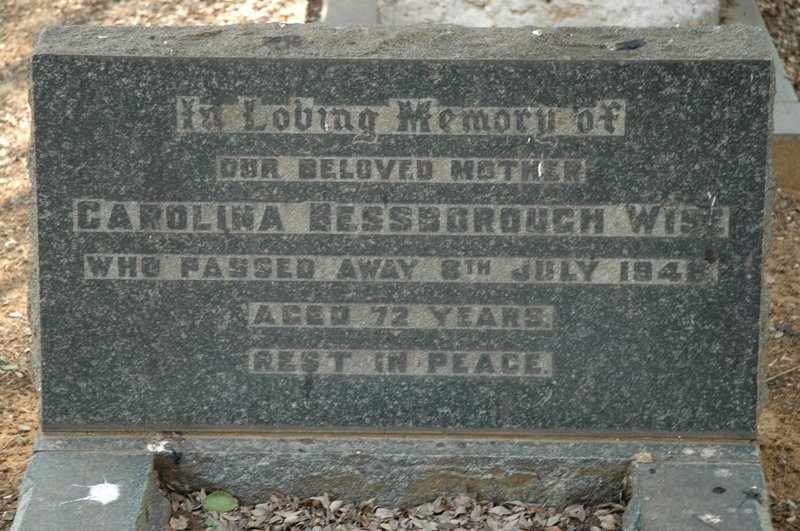 In Loving Memory of
OUR BELOVED MOTHER
CAROLINA BESSBOROUGH WISE
WHO PASSED AWAY 8TH JULY
AGED 72 YEARS.
REST IN PEACE.